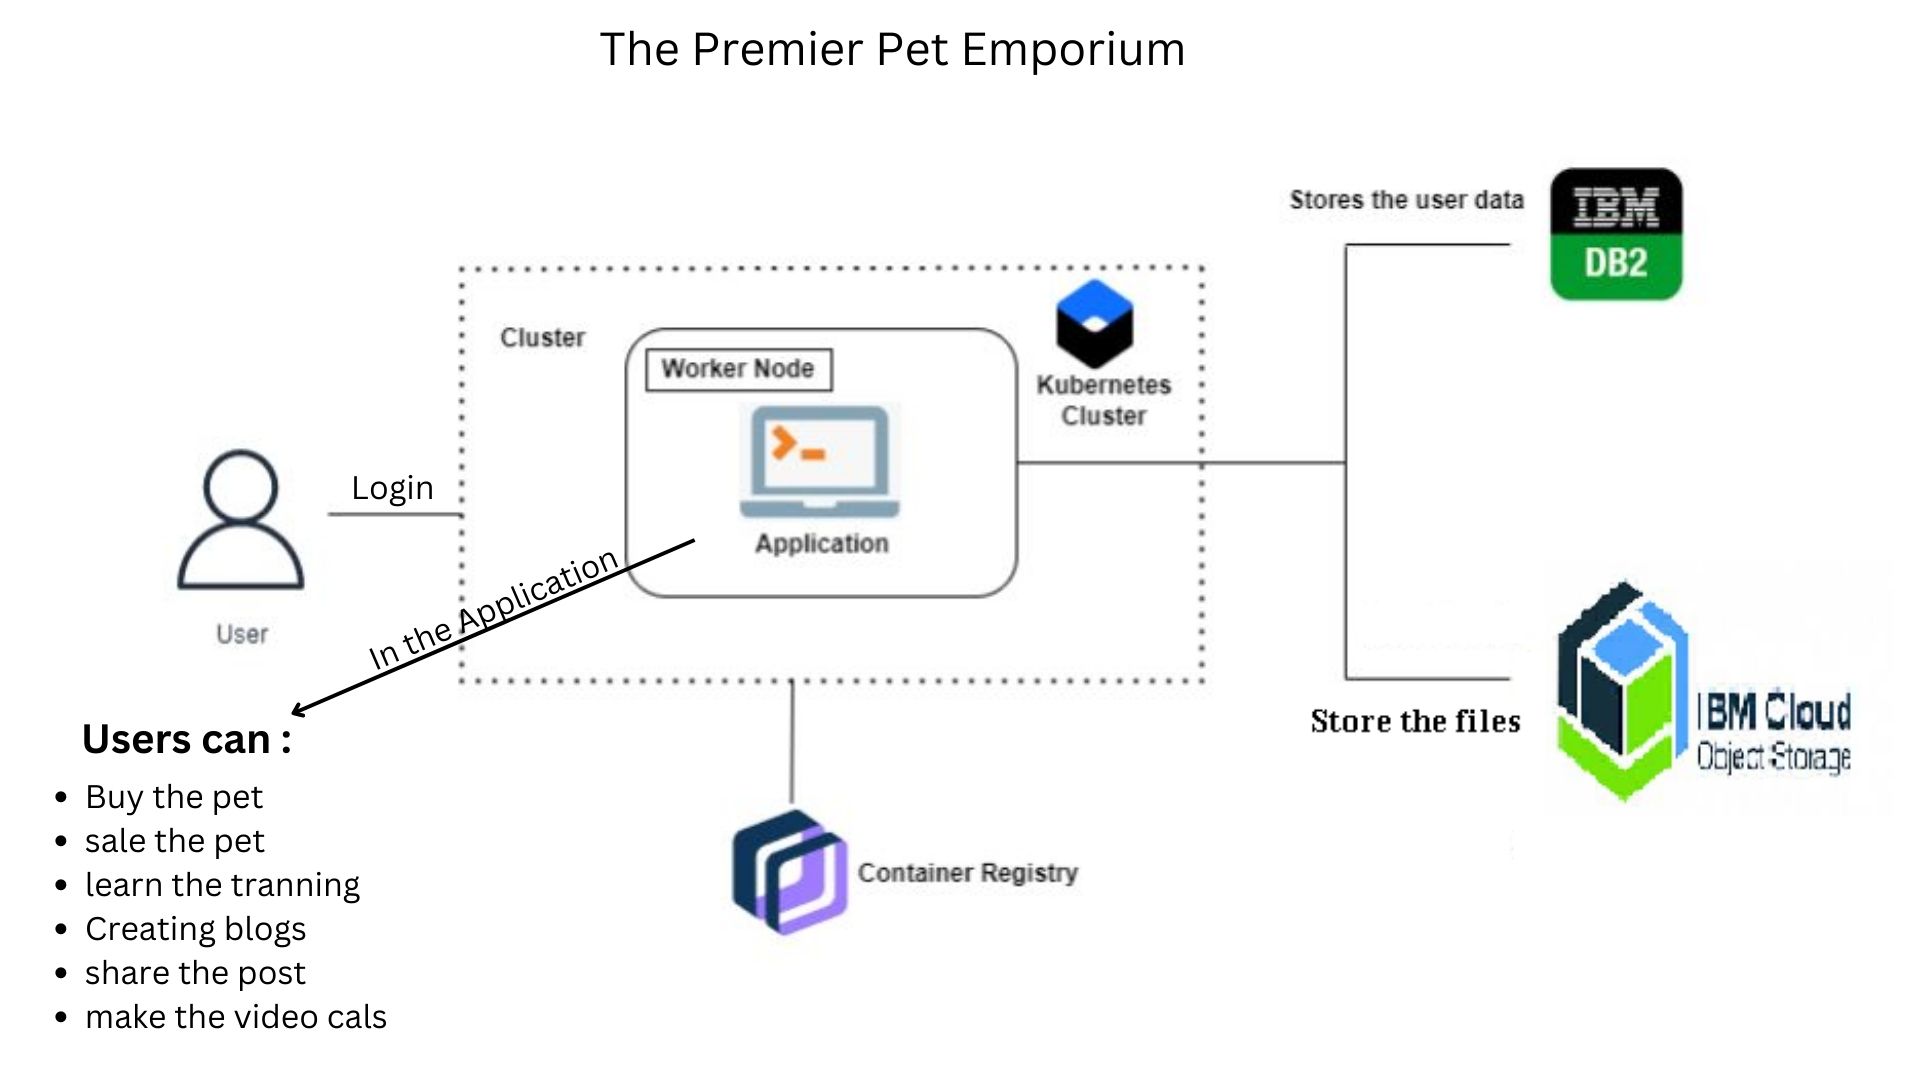 The Premier Pet Emporium
Stores the user data
IBM
DB2
Cluster
Worker Node
Kubernetes
Cluster
Application
Login
User
In the Application
Store the files
IBM Cloud
Object Storage
Container Registry
Users can :
• Buy the pet
• sale the pet
• learn the tranning
• Creating blogs
• share the post
• make the video cals